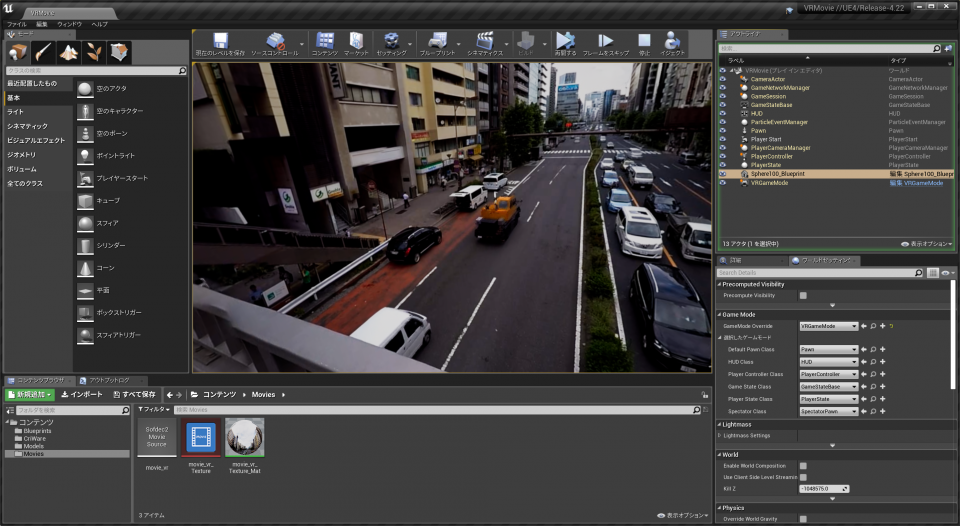 VRMovie
VRMovie //UE4/Release-4.22
ファイル 編集 ウィンドウ ヘルプ
モード
クラスの検索
最近配置したもの
基本
ライト
シネマティック
ビジュアルエフェクト
ジオメトリ
ボリューム
全てのクラス
空のアクタ
空のキャラクター
空のポーン
ポイントライト
プレイヤースタート
キューブ
スフィア
シリンダー
コーン
平面
ボックストリガー
スフィアトリガー
現在のレベルを保存 ソースコントロール コンテンツ マーケット セッティング ブループリント シネマティクス ビルド 再開する フレームをスキップ 停止 イジェクト
アウトライナ
検索
ラベル タイプ
VRMovie (プレイ イン エディタ) ワールド
CameraActor CameraActor
GameNetworkManager GameNetworkManager
GameSession GameSession
GameStateBase GameStateBase
HUD HUD
ParticleEventManager ParticleEventManager
Pawn Pawn
Player Start PlayerStart
PlayerCameraManager PlayerCameraManager
PlayerController PlayerController
PlayerState PlayerState
Sphere100_Blueprint 編集 Sphere100_Bluepri
VRGameMode 編集 VRGameMode
13 アクタ (1 を選択中) 表示オプション
詳細 ワールドセッティング
Search Details
Precomputed Visibility
Precompute Visibility
Game Mode
GameMode Override VRGameMode
選択したゲームモード
Default Pawn Class Pawn
HUD Class HUD
Player Controller Class PlayerController
Game State Class GameStateBase
Player State Class PlayerState
Spectator Class SpectatorPawn
Lightmass
Lightmass Settings
World
Enable World Composition
Use Client Side Level Streamin
Kill Z -1048575.0
Physics
Override World Gravity
コンテンツブラウザ アウトプットログ
新規追加 インポート すべて保存 コンテンツ Movies
フォルダを検索
フィルタ 検索 Movies
コンテンツ
Blueprints
CriWare
Models
Movies
Sofdec2
Movie
Source
movie_vr
movie_vr_
Texture
movie_vr_
Texture_Mat
3 アイテム 表示オプション